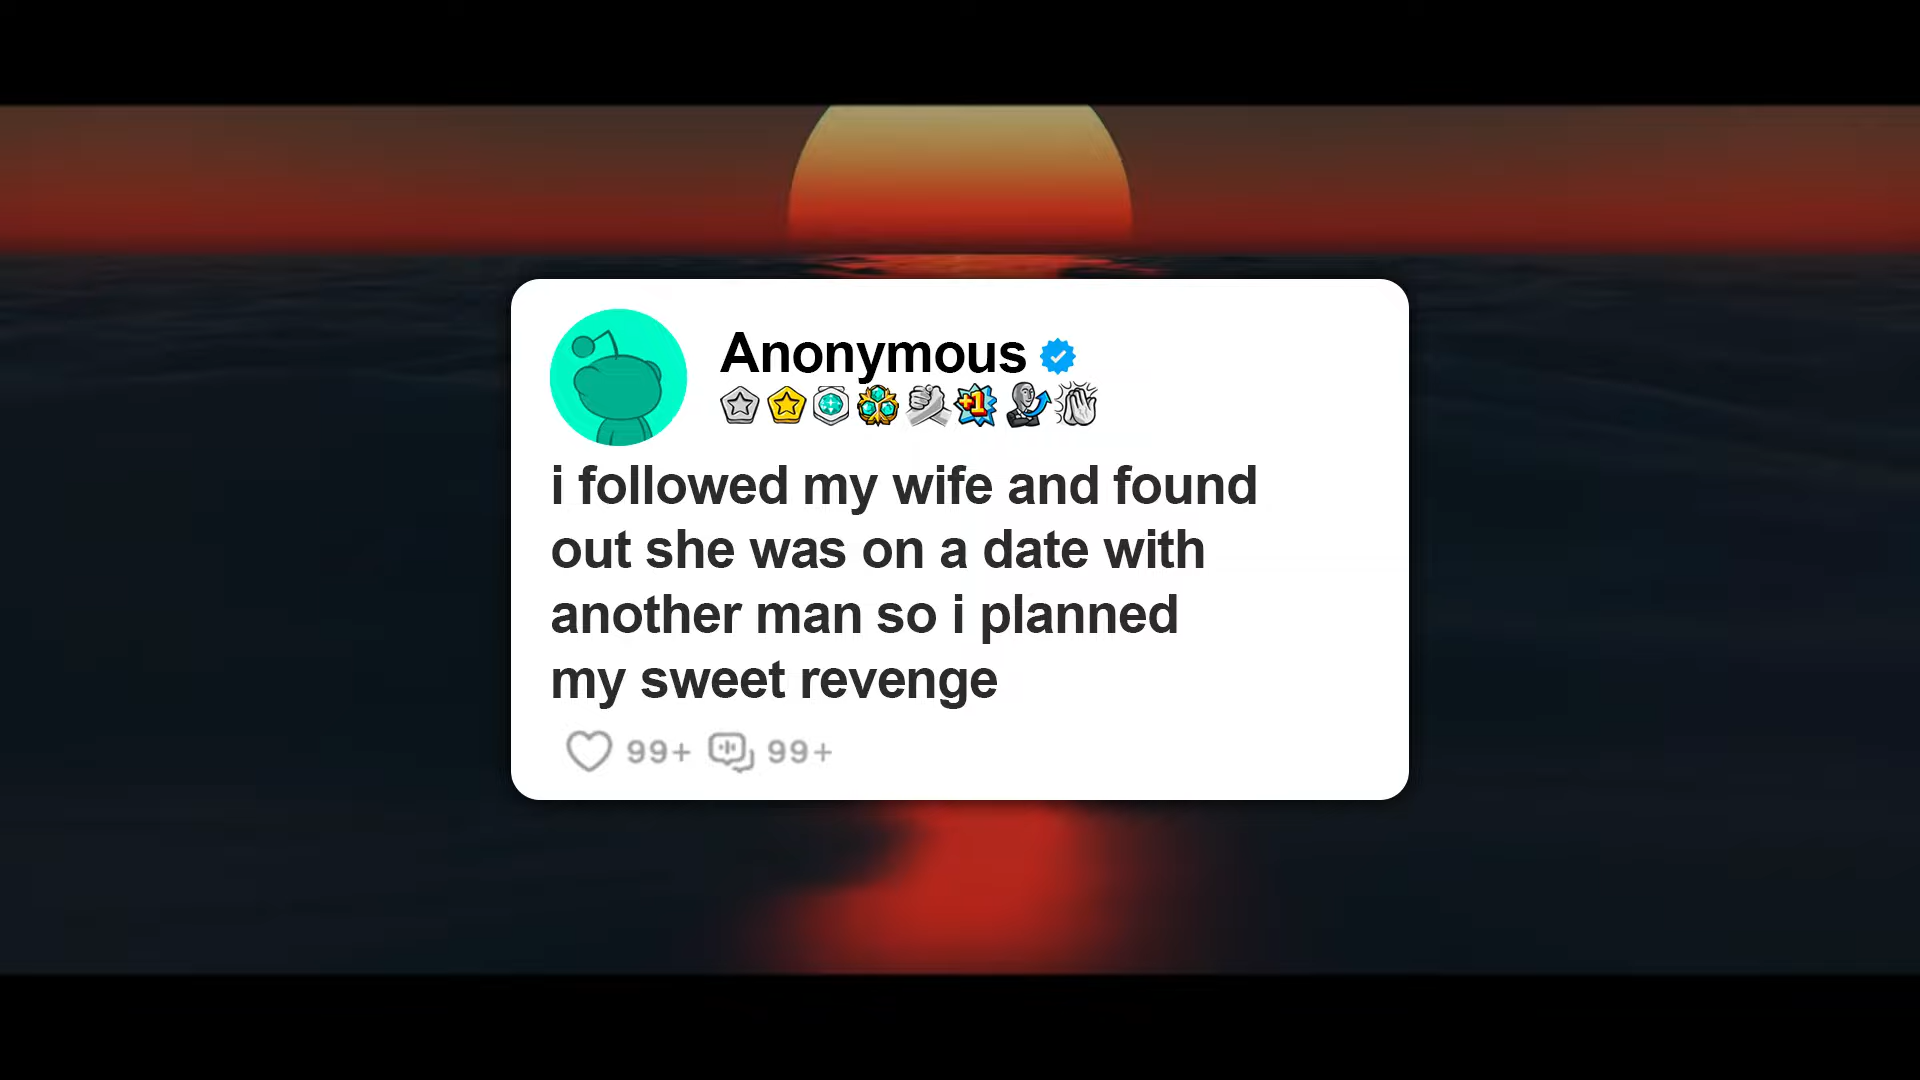 Anonymous
+1
i followed my wife and found
out she was on a date with
another man so i planned
my sweet revenge
99+ 99+